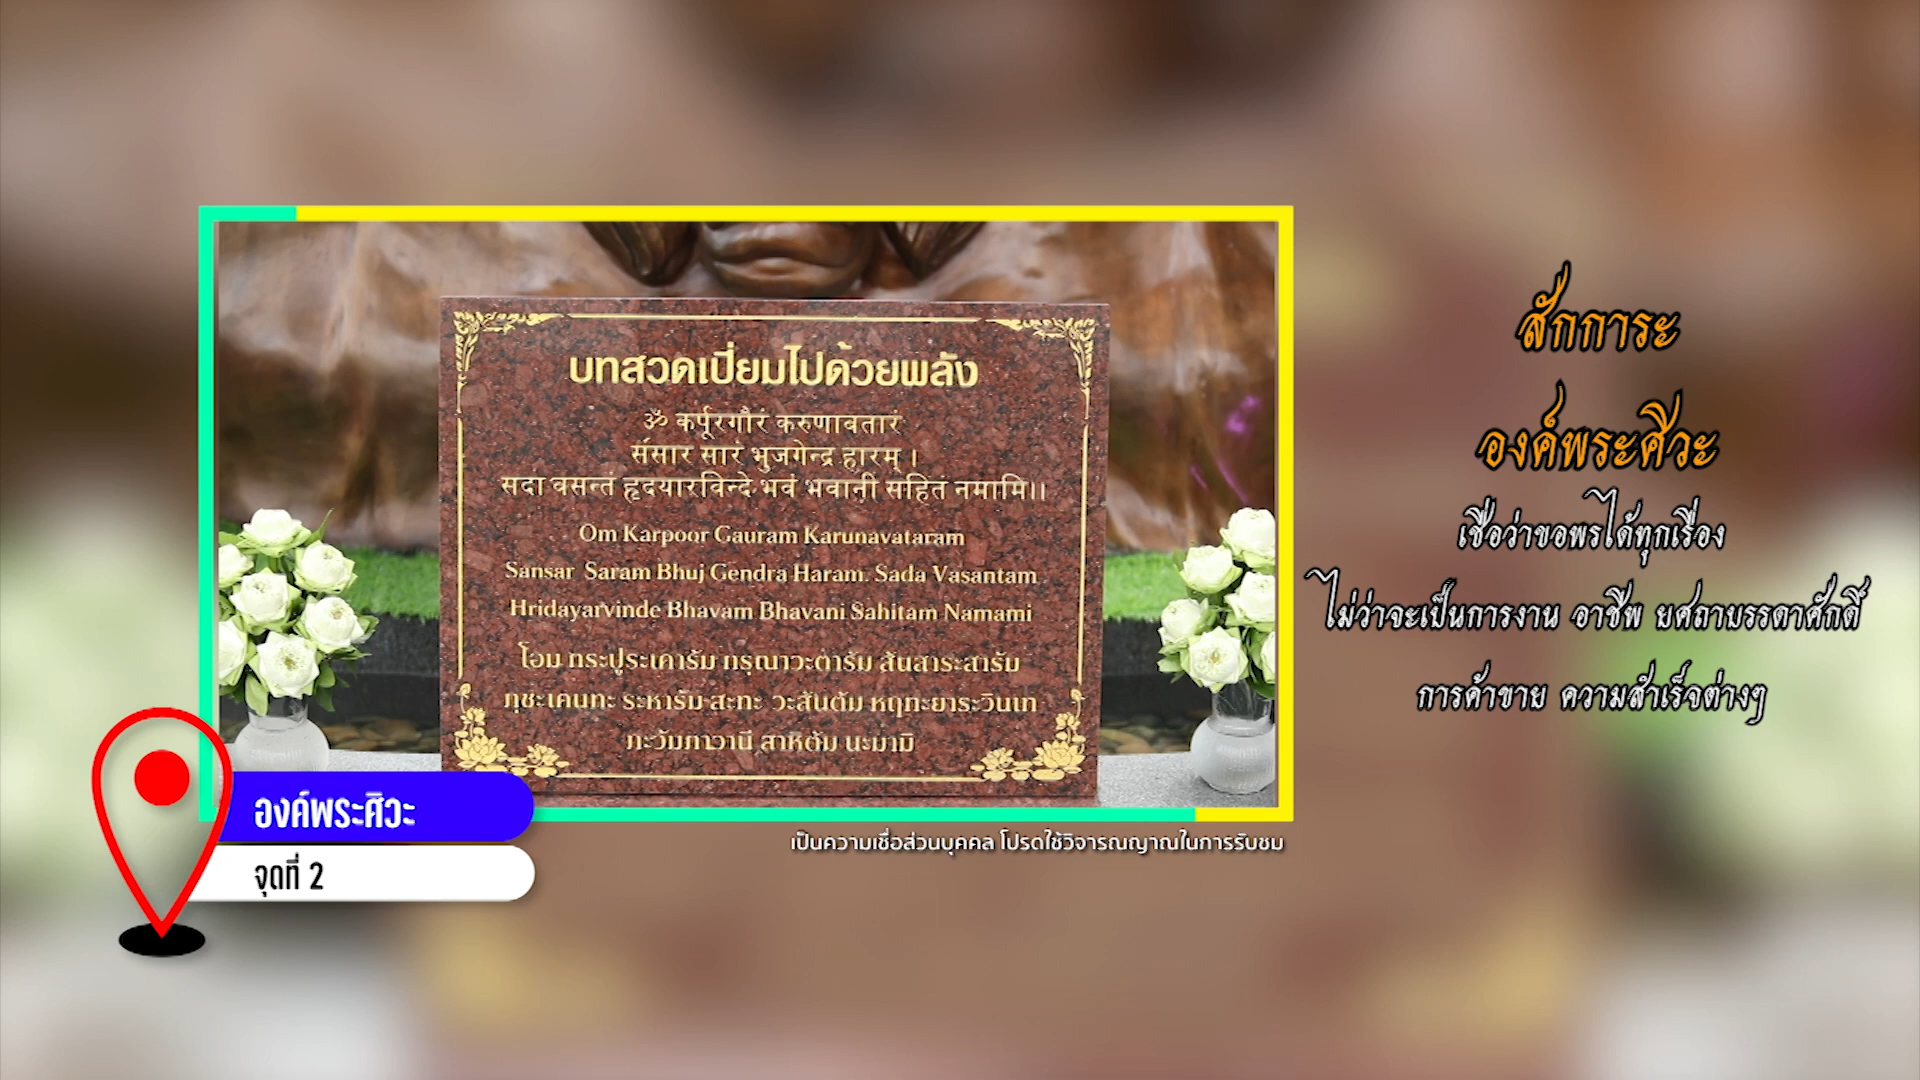 บทสวดเปี่ยมไปด้วยพลัง
ॐ कर्पूरगौरं करुणावतारं
संसार सारं भुजगेन्द्र हारम् ।
सदा वसन्तं हृदयारविन्दे भवं भवानीं सहितं नमामि।।
Om Karpoor Gauram Karunavataram
Sansar Saram Bhuj Gendra Haram. Sada Vasantam
Hridayarvinde Bhavam Bhavani Sahitam Namami
โอม กระปูระเคารัม กรุณาวะตารัม สันสาระสารัม
ภุชะเคนทะ ระหารัม สะทะ วะสันตัม หฤทะยาระวินเท
ภะวัมภาวานี สาหิตัม นะมามิ
สักการะ
องค์พระศิวะ
เชื่อว่าขอพรได้ทุกเรื่อง
ไม่ว่าจะเป็นการงาน อาชีพ ยศถาบรรดาศักดิ์
การค้าขาย ความสำเร็จต่างๆ
องค์พระศิวะ
จุดที่ 2
เป็นความเชื่อส่วนบุคคล โปรดใช้วิจารณญาณในการรับชม